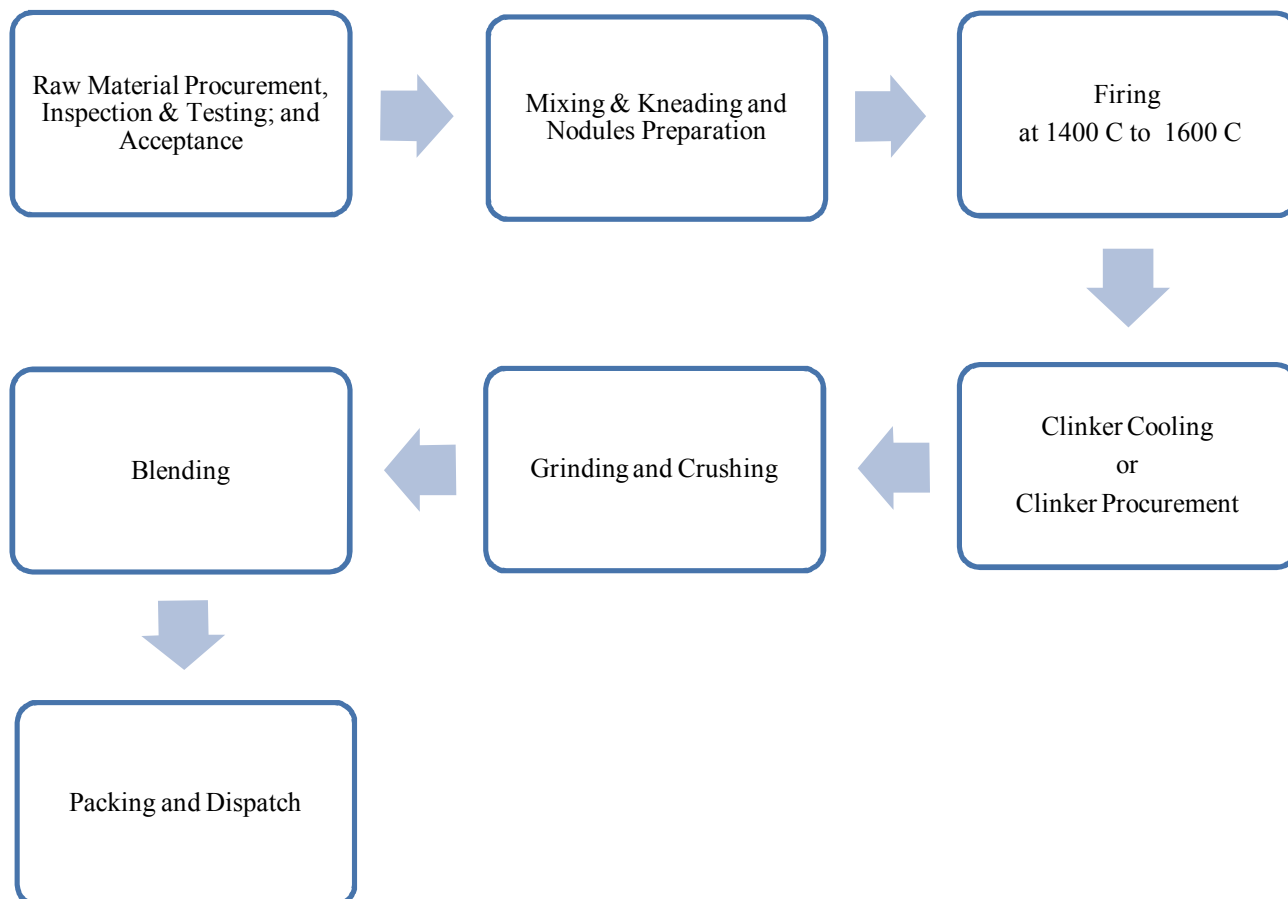 Raw Material Procurement,
Inspection & Testing; and
Acceptance
Mixing & Kneading and
Nodules Preparation
Firing
at 1400 C to 1600 C
Clinker Cooling
or
Clinker Procurement
Grinding and Crushing
Blending
Packing and Dispatch